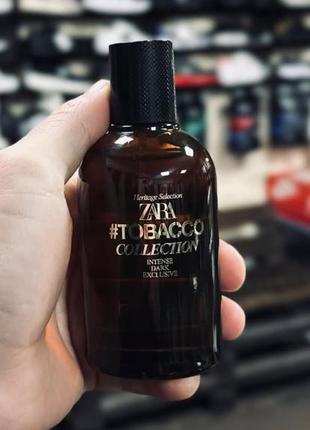 Heritage Selection
ZARA
#TOBACCO
COLLECTION
INTENSE
DARK
EXCLUSIVE